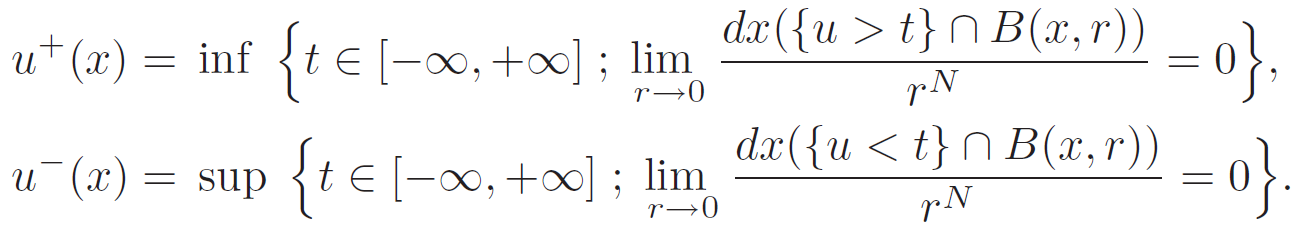 u⁺(x) = inf { t ∈ [−∞, +∞] ; lim_{r→0} dx({u > t} ∩ B(x, r)) / r^N = 0 },
u⁻(x) = sup { t ∈ [−∞, +∞] ; lim_{r→0} dx({u < t} ∩ B(x, r)) / r^N = 0 }.